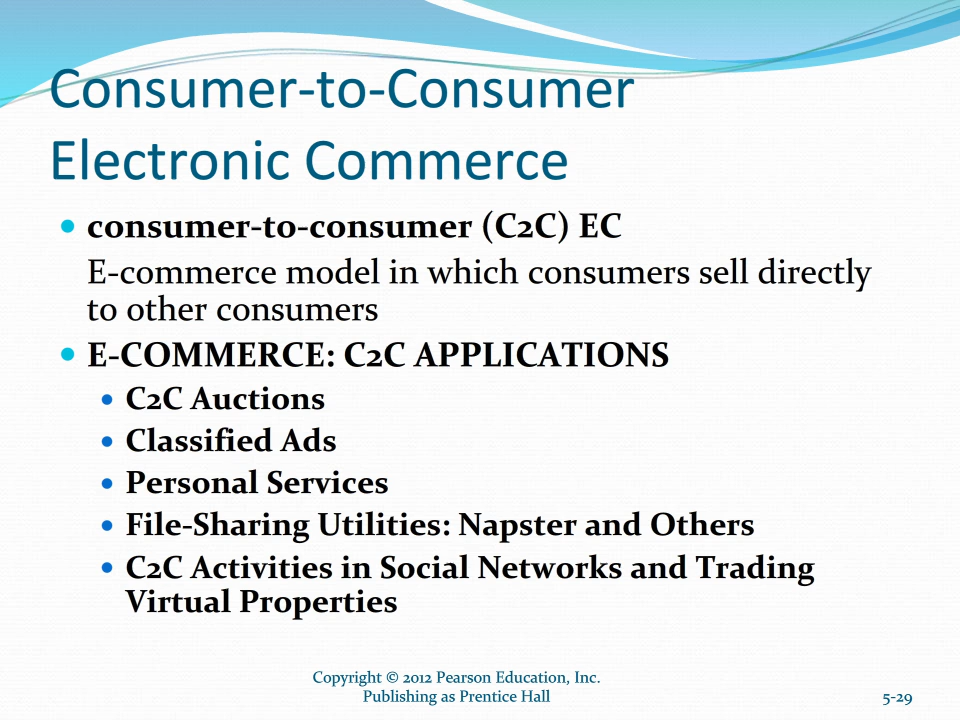 Consumer-to-Consumer
Electronic Commerce
consumer-to-consumer (C2C) EC
E-commerce model in which consumers sell directly
to other consumers
E-COMMERCE: C2C APPLICATIONS
C2C Auctions
Classified Ads
Personal Services
File-Sharing Utilities: Napster and Others
C2C Activities in Social Networks and Trading
Virtual Properties
Copyright © 2012 Pearson Education, Inc.
Publishing as Prentice Hall
5-29